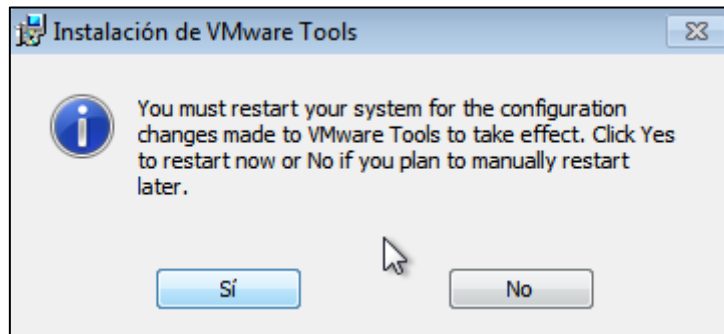 Instalación de VMware Tools
You must restart your system for the configuration
changes made to VMware Tools to take effect. Click Yes
to restart now or No if you plan to manually restart
later.
Sí
No